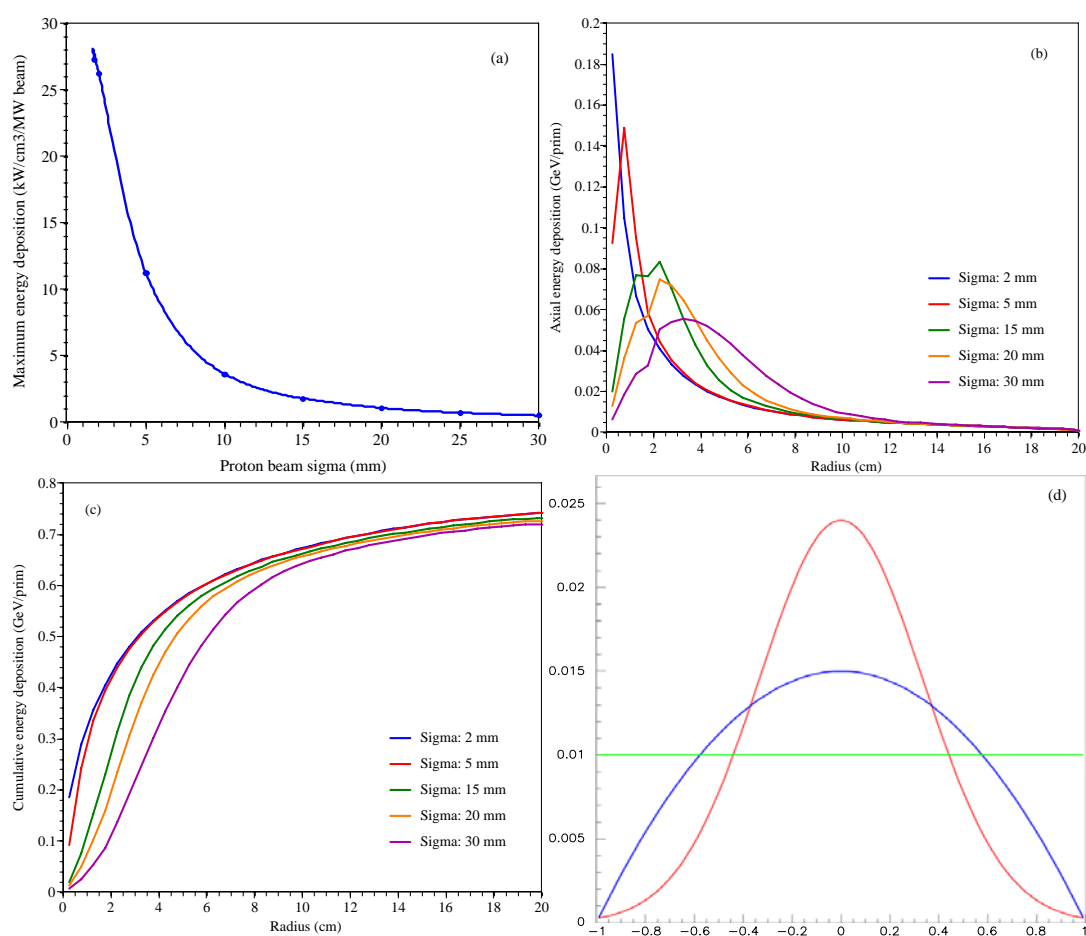 (a)
Maximum energy deposition (kW/cm3/MW beam)
30
25
20
15
10
5
0
0 5 10 15 20 25 30
Proton beam sigma (mm)
(b)
Axial energy deposition (GeV/prim)
0.2
0.18
0.16
0.14
0.12
0.1
0.08
0.06
0.04
0.02
0
Sigma: 2 mm
Sigma: 5 mm
Sigma: 15 mm
Sigma: 20 mm
Sigma: 30 mm
0 2 4 6 8 10 12 14 16 18 20
Radius (cm)
(c)
Cumulative energy deposition (GeV/prim)
0.8
0.7
0.6
0.5
0.4
0.3
0.2
0.1
0
Sigma: 2 mm
Sigma: 5 mm
Sigma: 15 mm
Sigma: 20 mm
Sigma: 30 mm
0 2 4 6 8 10 12 14 16 18 20
Radius (cm)
(d)
0.025
0.02
0.015
0.01
0.005
0
−1 −0.8 −0.6 −0.4 −0.2 0 0.2 0.4 0.6 0.8 1